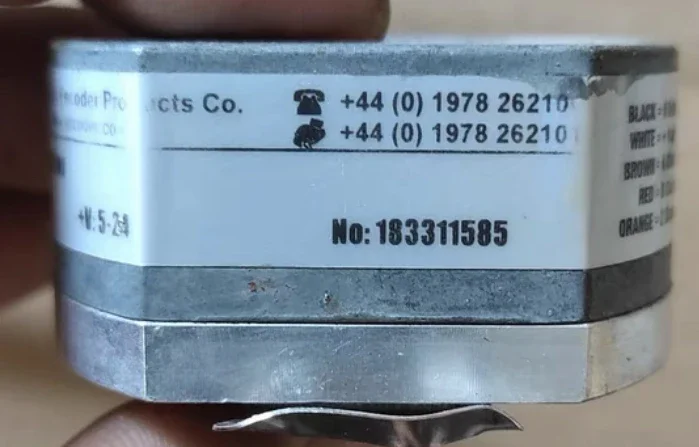 Encoder Products Co.
+44 (0) 1978 26210
+44 (0) 1978 26210
+V: 5-24
No: 183311585
BLACK =
WHITE = +
BROWN =
RED =
ORANGE =